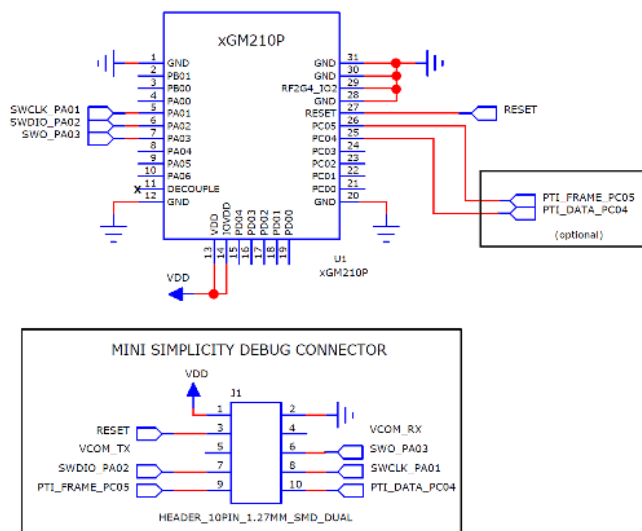 xGM210P
1 GND
2 PB01
3 PB00
4 PA00
5 PA01
6 PA02
7 PA03
8 PA04
9 PA05
10 PA06
11 DECOUPLE
12 GND
SWCLK_PA01
SWDIO_PA02
SWO_PA03
GND 31
GND 30
RF2G4_IO2 29
GND 28
RESET 27
PC05 26
PC04 25
PC03 24
PC02 23
PC01 22
PC00 21
GND 20
RESET
PTI_FRAME_PC05
PTI_DATA_PC04
(optional)
VDD IOVDD PD04 PD03 PD02 PD01 PD00
13 14 15 16 17 18 19
U1
xGM210P
VDD
MINI SIMPLICITY DEBUG CONNECTOR
VDD
J1
1 2
RESET 3 4 VCOM_RX
VCOM_TX 5 6 SWO_PA03
SWDIO_PA02 7 8 SWCLK_PA01
PTI_FRAME_PC05 9 10 PTI_DATA_PC04
HEADER_10PIN_1.27MM_SMD_DUAL